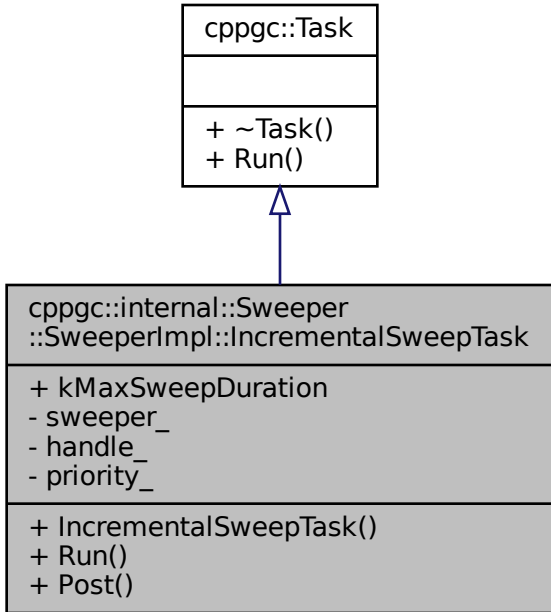 cppgc::Task
+ ~Task()
+ Run()
cppgc::internal::Sweeper
::SweeperImpl::IncrementalSweepTask
+ kMaxSweepDuration
- sweeper_
- handle_
- priority_
+ IncrementalSweepTask()
+ Run()
+ Post()